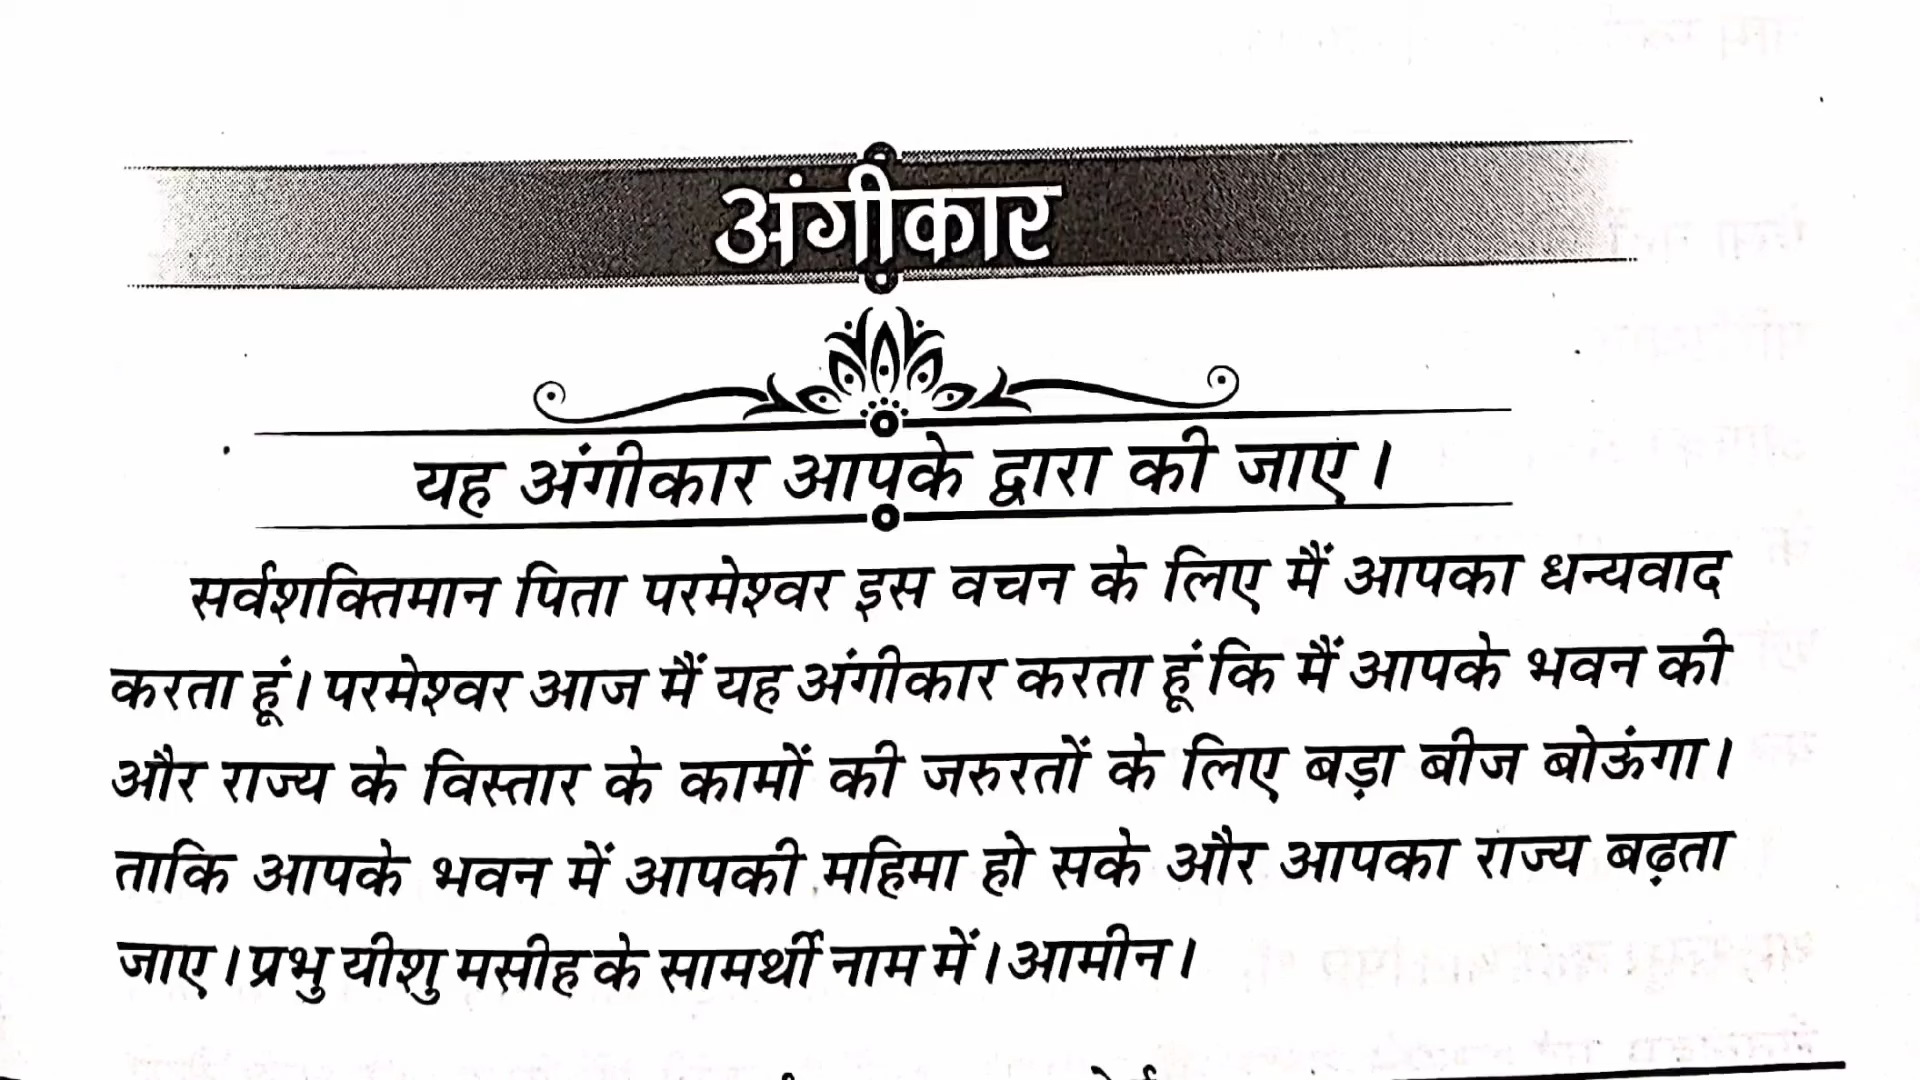 अंगीकार
यह अंगीकार आपके द्वारा की जाए।
सर्वशक्तिमान पिता परमेश्वर इस वचन के लिए मैं आपका धन्यवाद
करता हूं। परमेश्वर आज मैं यह अंगीकार करता हूं कि मैं आपके भवन की
और राज्य के विस्तार के कामों की जरुरतों के लिए बड़ा बीज बोऊंगा।
ताकि आपके भवन में आपकी महिमा हो सके और आपका राज्य बढ़ता
जाए। प्रभु यीशु मसीह के सामर्थी नाम में। आमीन।